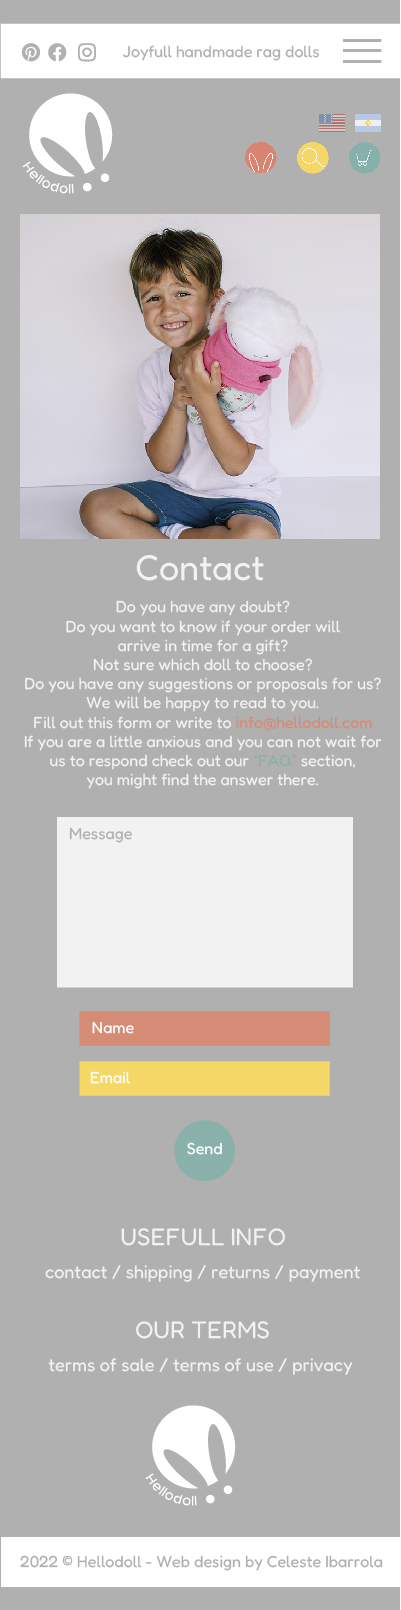 Joyfull handmade rag dolls
Hellodoll
Contact
Do you have any doubt?
Do you want to know if your order will
arrive in time for a gift?
Not sure which doll to choose?
Do you have any suggestions or proposals for us?
We will be happy to read to you.
Fill out this form or write to info@hellodoll.com
If you are a little anxious and you can not wait for
us to respond check out our "FAQ" section,
you might find the answer there.
Message
Name
Email
Send
USEFULL INFO
contact / shipping / returns / payment
OUR TERMS
terms of sale / terms of use / privacy
Hellodoll
2022 © Hellodoll - Web design by Celeste Ibarrola